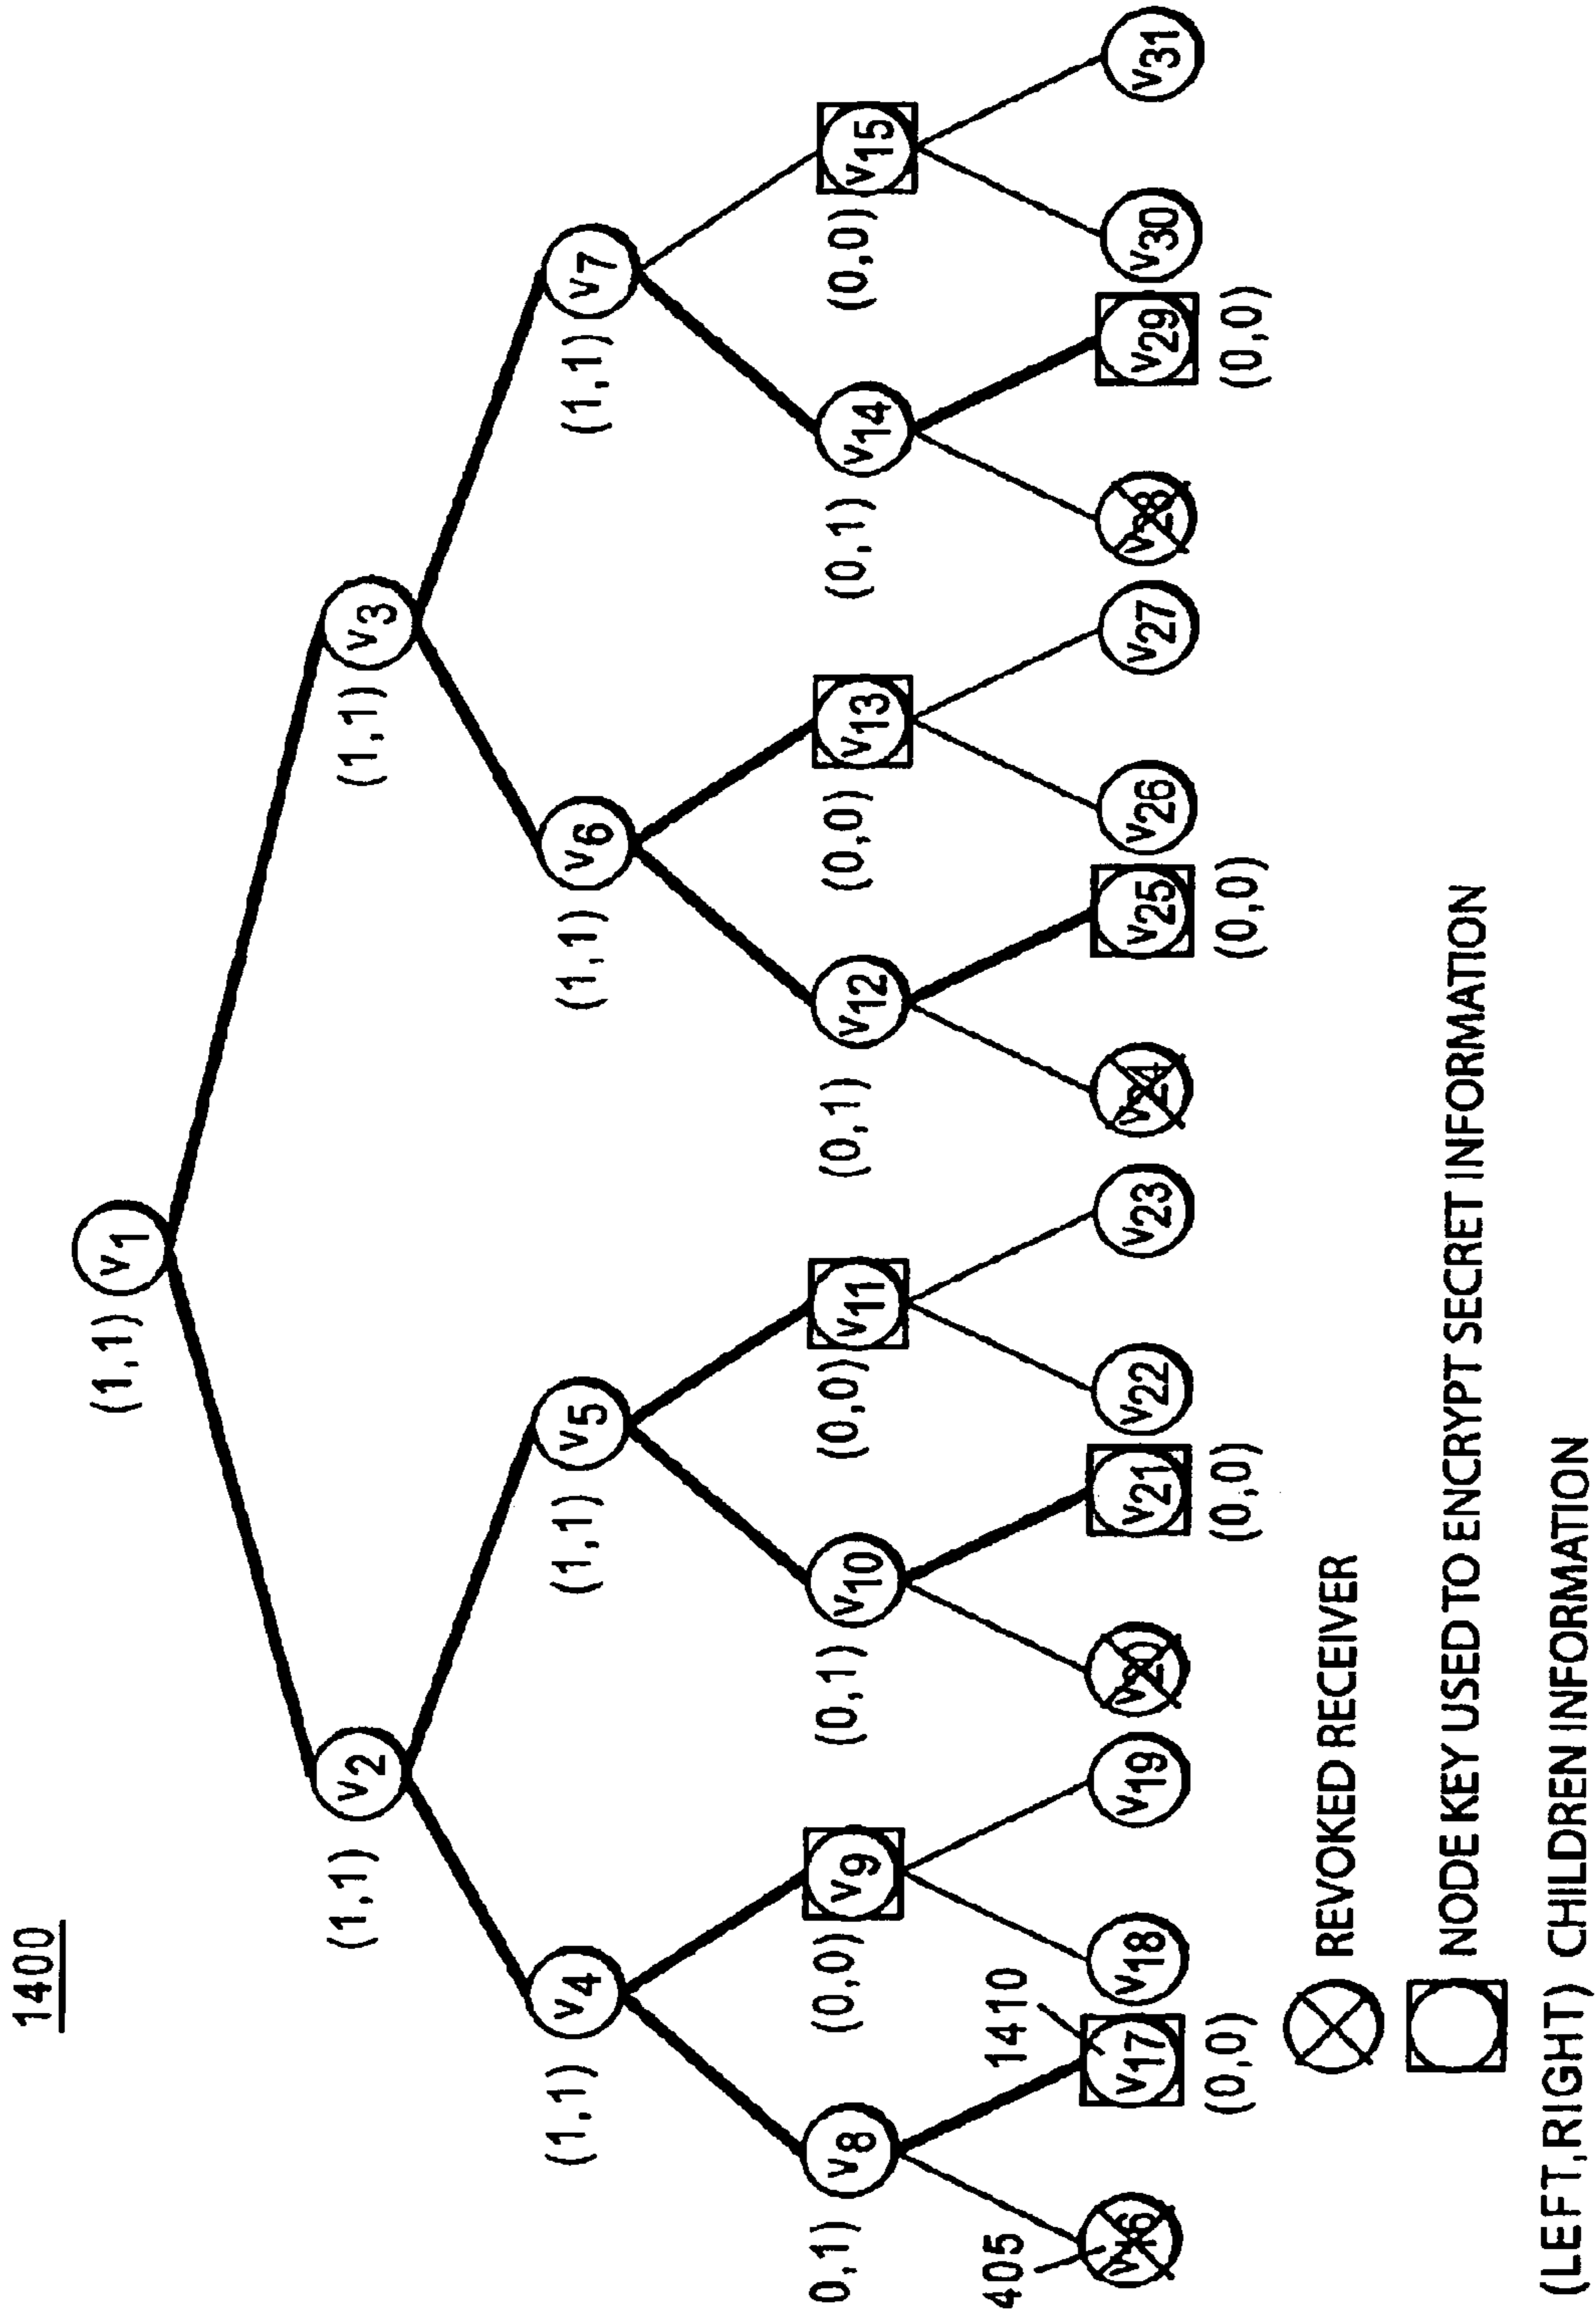 1400
v1
(1,1)
v2
(1,1)
v3
(1,1)
v4
(1,1)
v5
(1,1)
v6
(1,1)
v7
(1,1)
v8
0,1)
v9
(0,0)
v10
(0,1)
v11
(0,0)
v12
(0,1)
v13
(0,0)
v14
(0,1)
v15
(0,0)
405
1410
v16
v17
(0,0)
v18
v19
v20
v21
(0,0)
v22
v23
v24
v25
(0,0)
v26
v27
v28
v29
(0,0)
v30
v31
REVOKED RECEIVER
NODE KEY USED TO ENCRYPT SECRET INFORMATION
(LEFT,RIGHT) CHILDREN INFORMATION